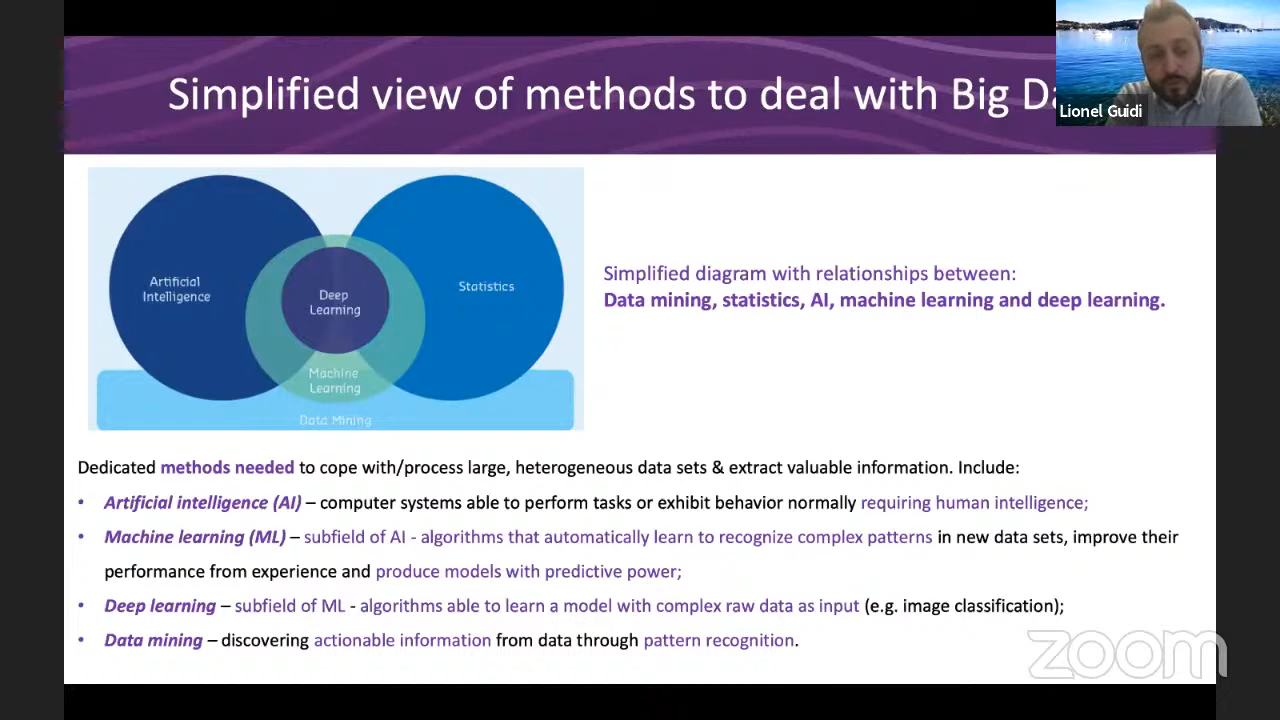 Simplified view of methods to deal with Big Da
Lionel Guidi
Artificial
Intelligence
Deep
Learning
Statistics
Machine
Learning
Data Mining
Simplified diagram with relationships between:
Data mining, statistics, AI, machine learning and deep learning.
Dedicated methods needed to cope with/process large, heterogeneous data sets & extract valuable information. Include:
• Artificial intelligence (AI) – computer systems able to perform tasks or exhibit behavior normally requiring human intelligence;
• Machine learning (ML) – subfield of AI - algorithms that automatically learn to recognize complex patterns in new data sets, improve their
performance from experience and produce models with predictive power;
• Deep learning – subfield of ML - algorithms able to learn a model with complex raw data as input (e.g. image classification);
• Data mining – discovering actionable information from data through pattern recognition.
zoom